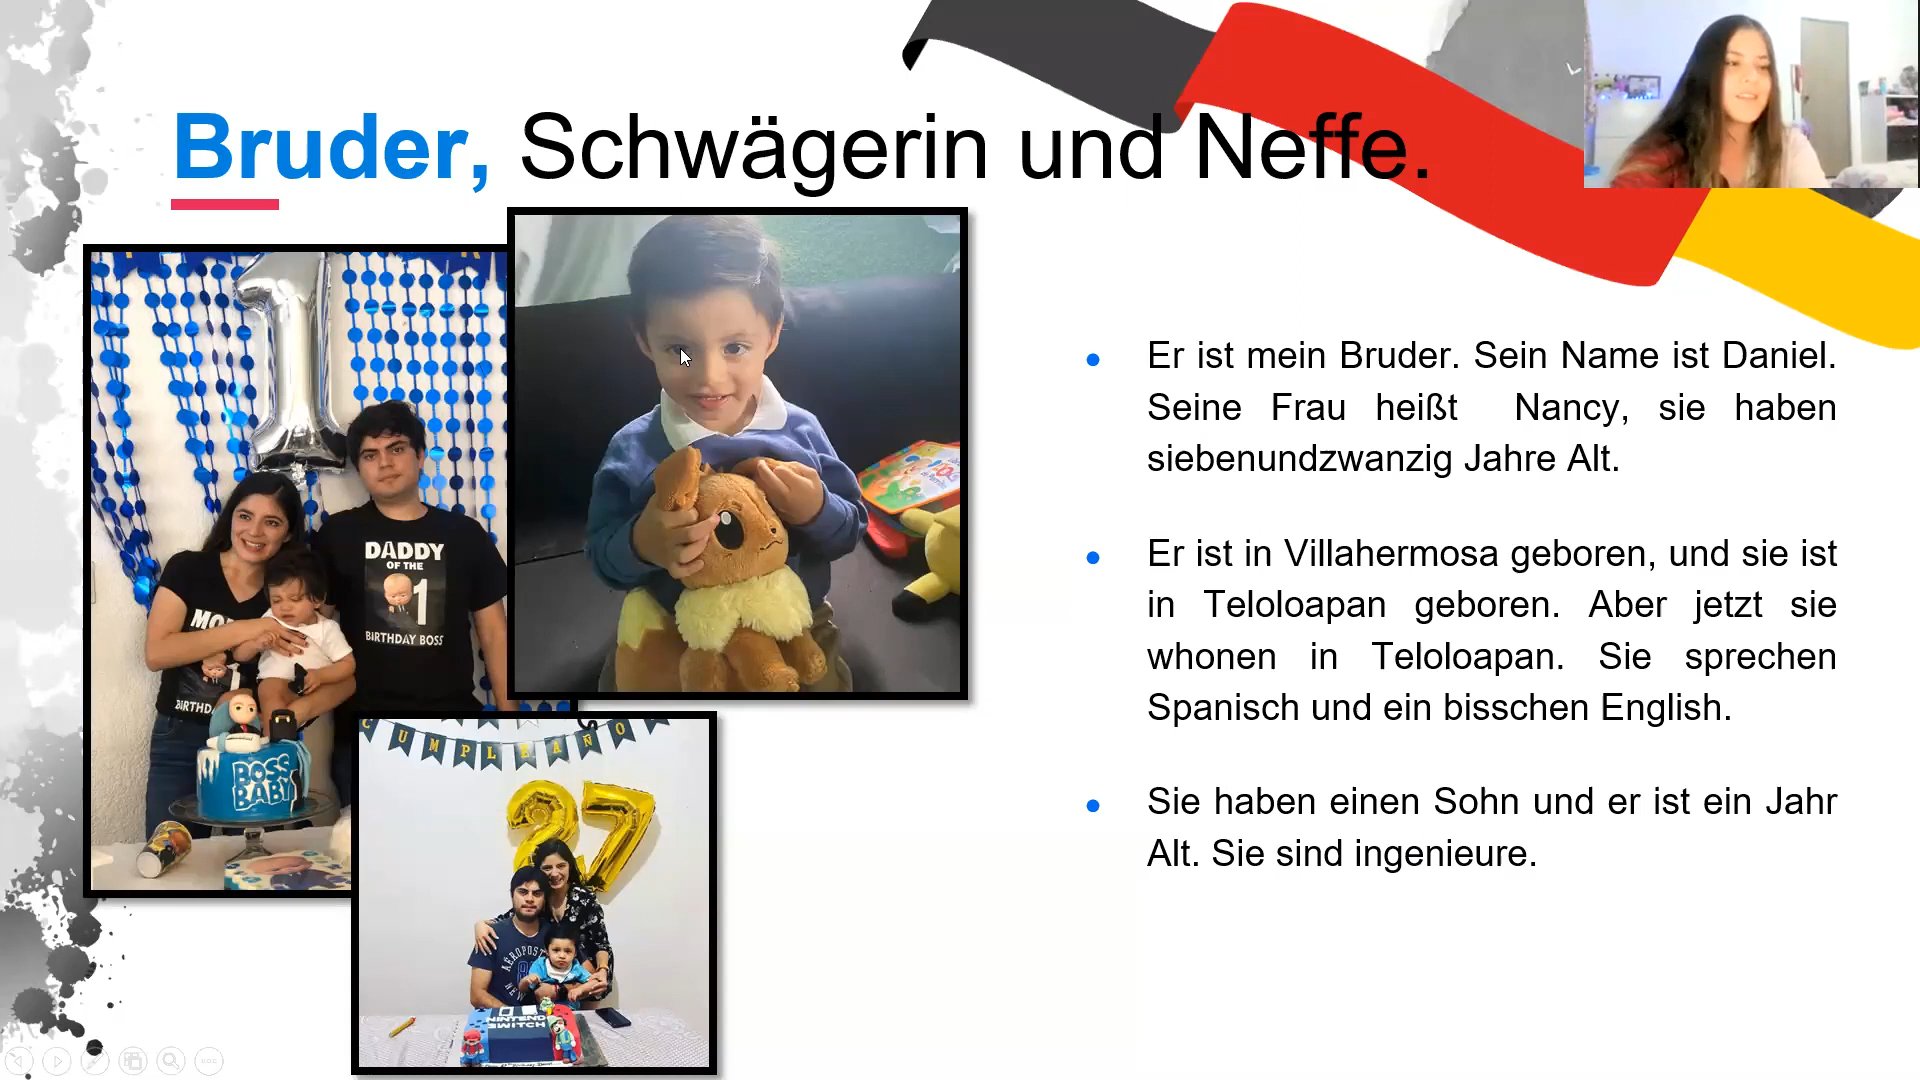 Bruder, Schwägerin und Neffe.
Er ist mein Bruder. Sein Name ist Daniel.
Seine Frau heißt Nancy, sie haben
siebenundzwanzig Jahre Alt.
Er ist in Villahermosa geboren, und sie ist
in Teloloapan geboren. Aber jetzt sie
whonen in Teloloapan. Sie sprechen
Spanisch und ein bisschen English.
Sie haben einen Sohn und er ist ein Jahr
Alt. Sie sind ingenieure.
1
DADDY
OF THE
1
BIRTHDAY BOSS
BOSS
BABY
CUMPLEAÑO
27
NINTENDO
SWITCH